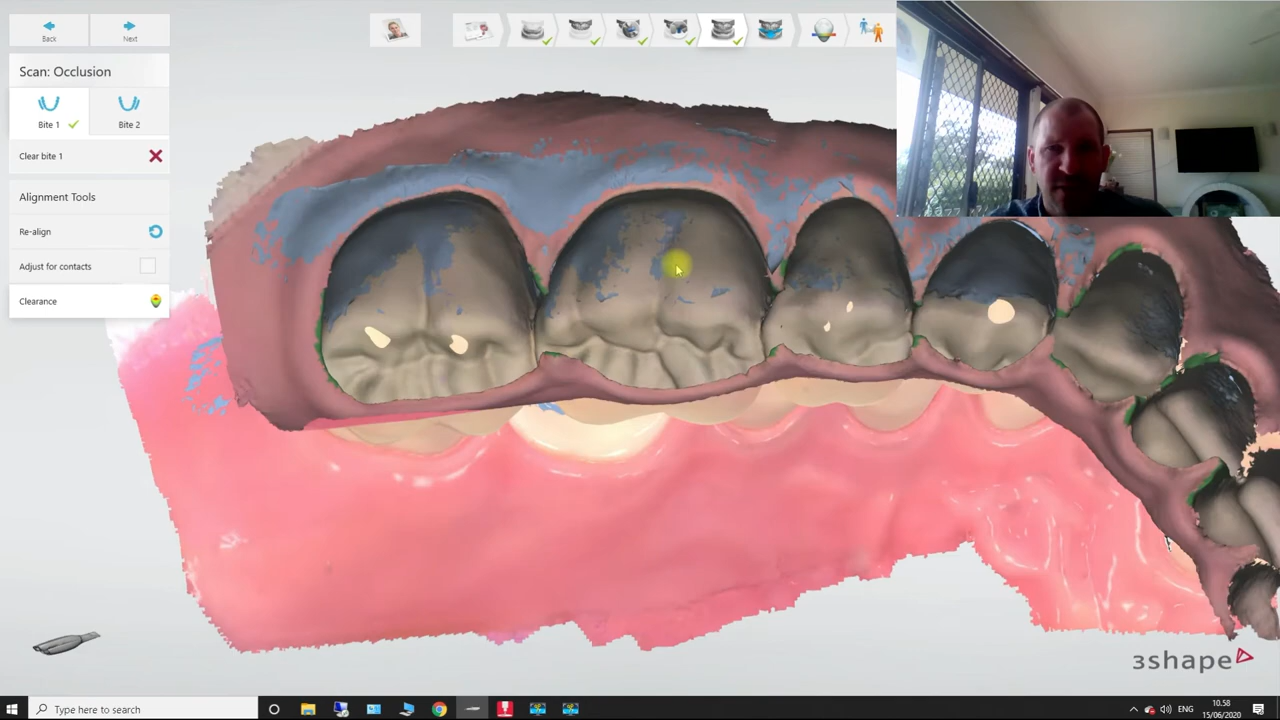 Back
Next
Scan: Occlusion
Bite 1
Bite 2
Clear bite 1
Alignment Tools
Re-align
Adjust for contacts
Clearance
3shape
Type here to search
ENG
10.58
15/06/2020